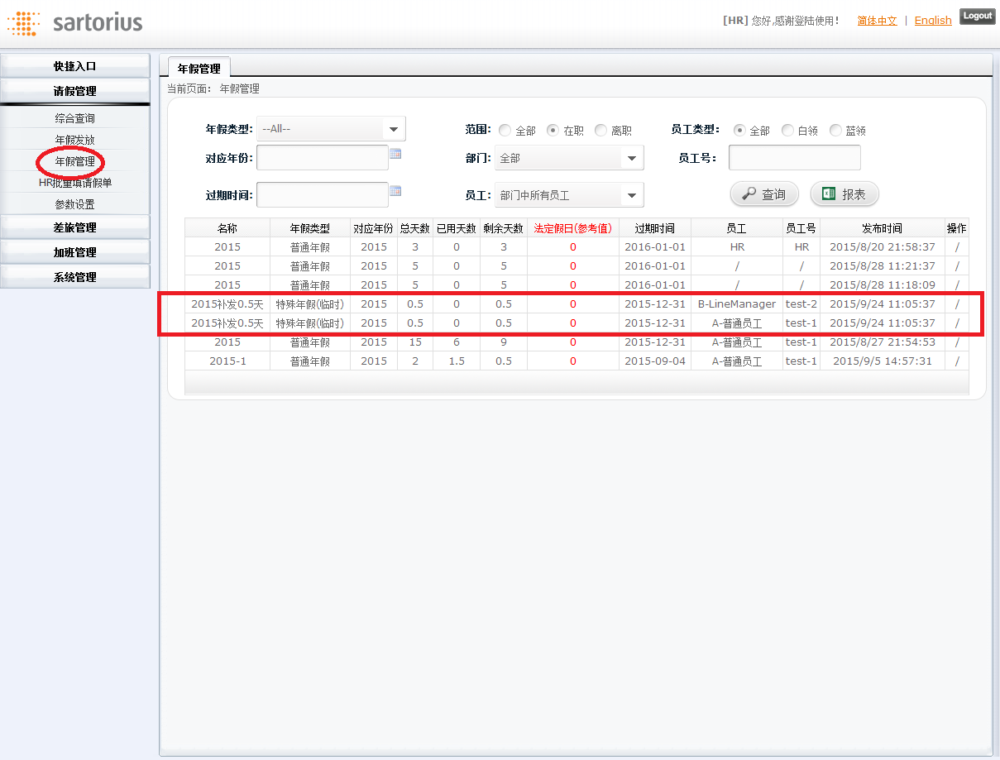 sartorius
[HR] 您好,感谢登陆使用! 简体中文 | English Logout
快捷入口
请假管理
综合查询
年假发放
年假管理
HR批量填请假单
参数设置
差旅管理
加班管理
系统管理
年假管理
当前页面: 年假管理
年假类型: --All-- 范围: 全部 在职 离职 员工类型: 全部 白领 蓝领
对应年份: 部门: 全部 员工号:
过期时间: 员工: 部门中所有员工 查询 报表
名称 年假类型 对应年份 总天数 已用天数 剩余天数 法定假日(参考值) 过期时间 员工 员工号 发布时间 操作
2015 普通年假 2015 3 0 3 0 2016-01-01 HR HR 2015/8/20 21:58:37 /
2015 普通年假 2015 5 0 5 0 2016-01-01 / / 2015/8/28 11:21:37 /
2015 普通年假 2015 5 0 5 0 2016-01-01 / / 2015/8/28 11:18:09 /
2015补发0.5天 特殊年假(临时) 2015 0.5 0 0.5 0 2015-12-31 B-LineManager test-2 2015/9/24 11:05:37 /
2015补发0.5天 特殊年假(临时) 2015 0.5 0 0.5 0 2015-12-31 A-普通员工 test-1 2015/9/24 11:05:37 /
2015 普通年假 2015 15 6 9 0 2015-12-31 A-普通员工 test-1 2015/8/27 21:54:53 /
2015-1 普通年假 2015 2 1.5 0.5 0 2015-09-04 A-普通员工 test-1 2015/9/5 14:57:31 /